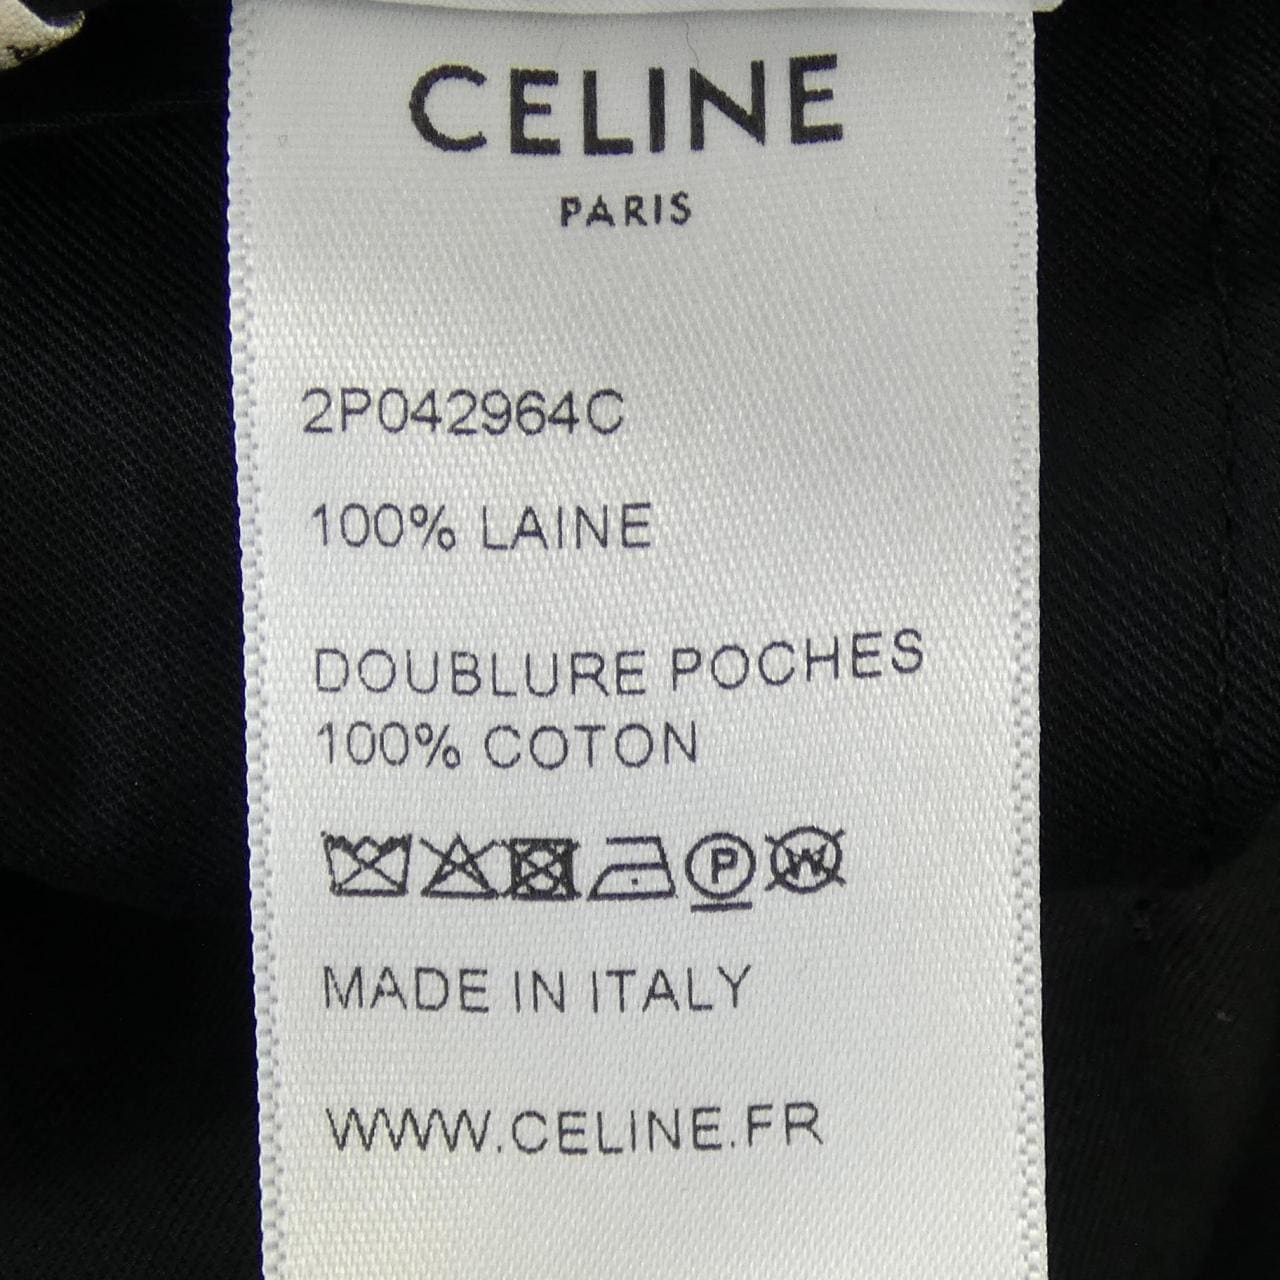 CELINE
PARIS
2P042964C
100% LAINE
DOUBLURE POCHES
100% COTON
P W
MADE IN ITALY
WWW.CELINE.FR